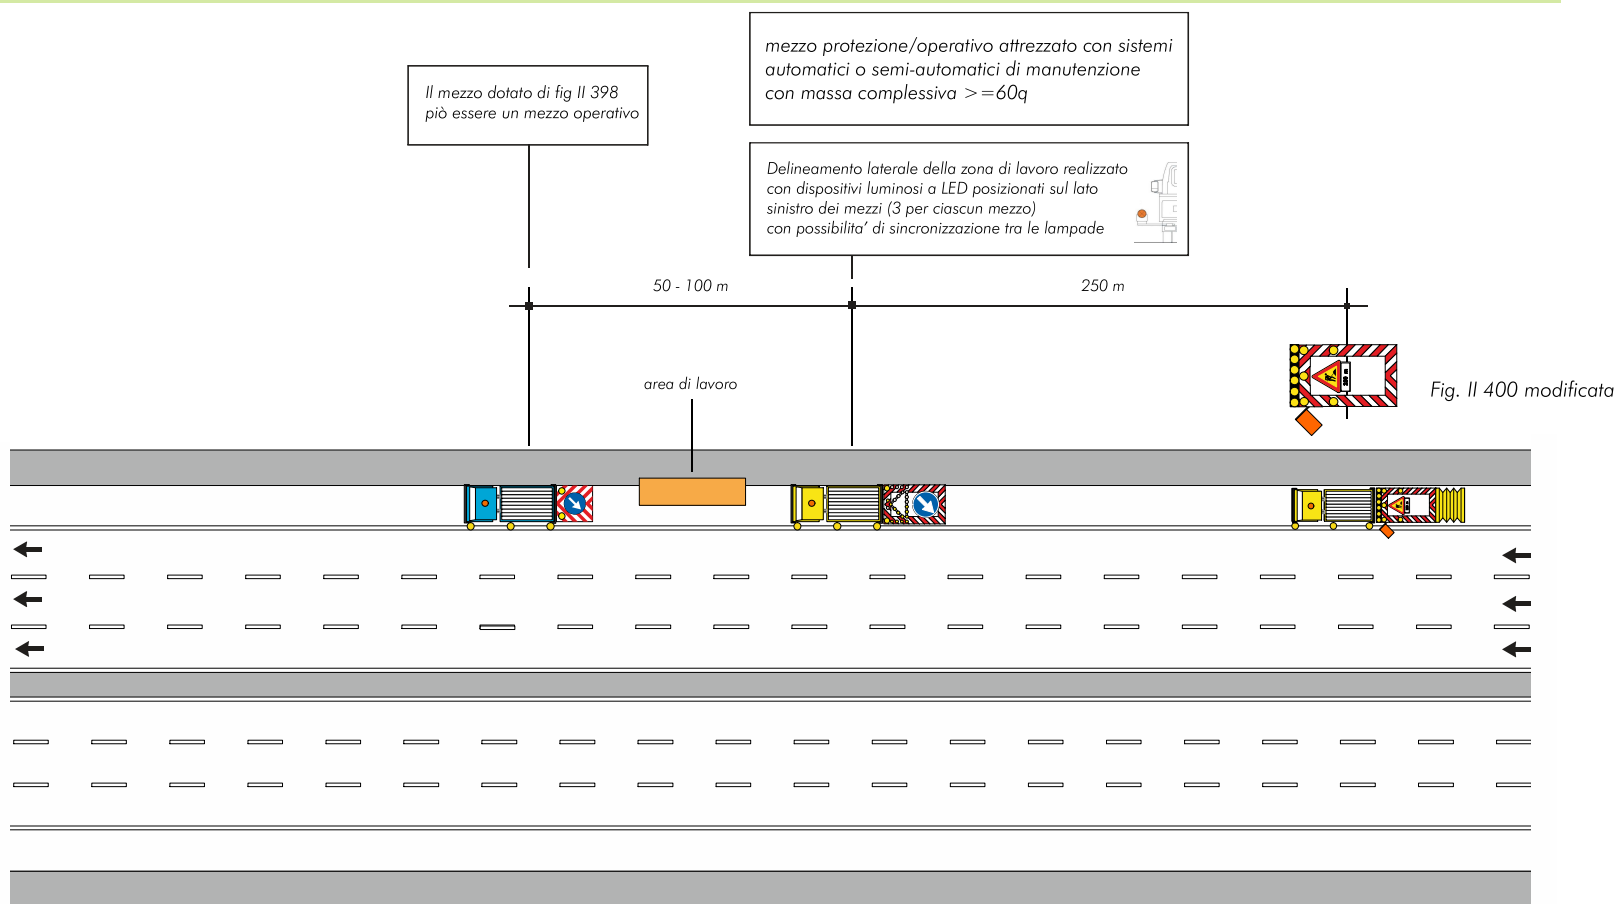 mezzo protezione/operativo attrezzato con sistemi
automatici o semi-automatici di manutenzione
con massa complessiva >=60q
Il mezzo dotato di fig II 398
piò essere un mezzo operativo
Delineamento laterale della zona di lavoro realizzato
con dispositivi luminosi a LED posizionati sul lato
sinistro dei mezzi (3 per ciascun mezzo)
con possibilita' di sincronizzazione tra le lampade
50 - 100 m
250 m
area di lavoro
Fig. II 400 modificata